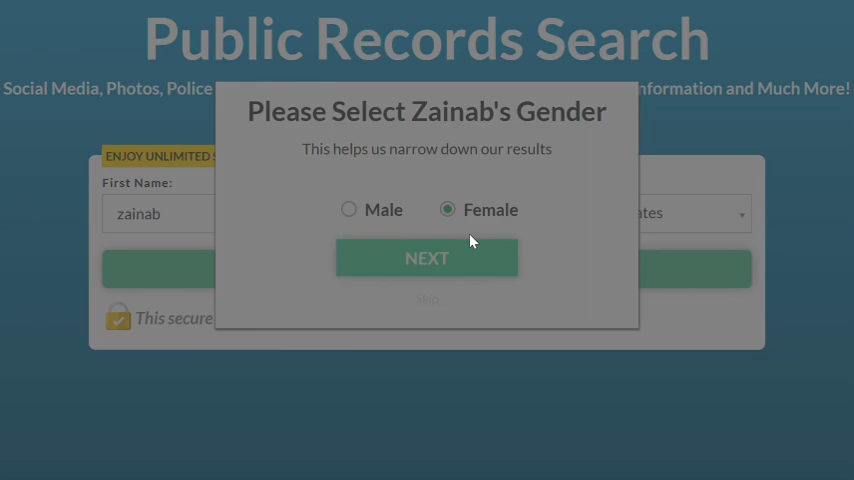 Public Records Search
Social Media, Photos, Police
nformation and Much More!
Please Select Zainab's Gender
This helps us narrow down our results
ENJOY UNLIMITED
First Name:
zainab
Male
Female
NEXT
Skip
This secure